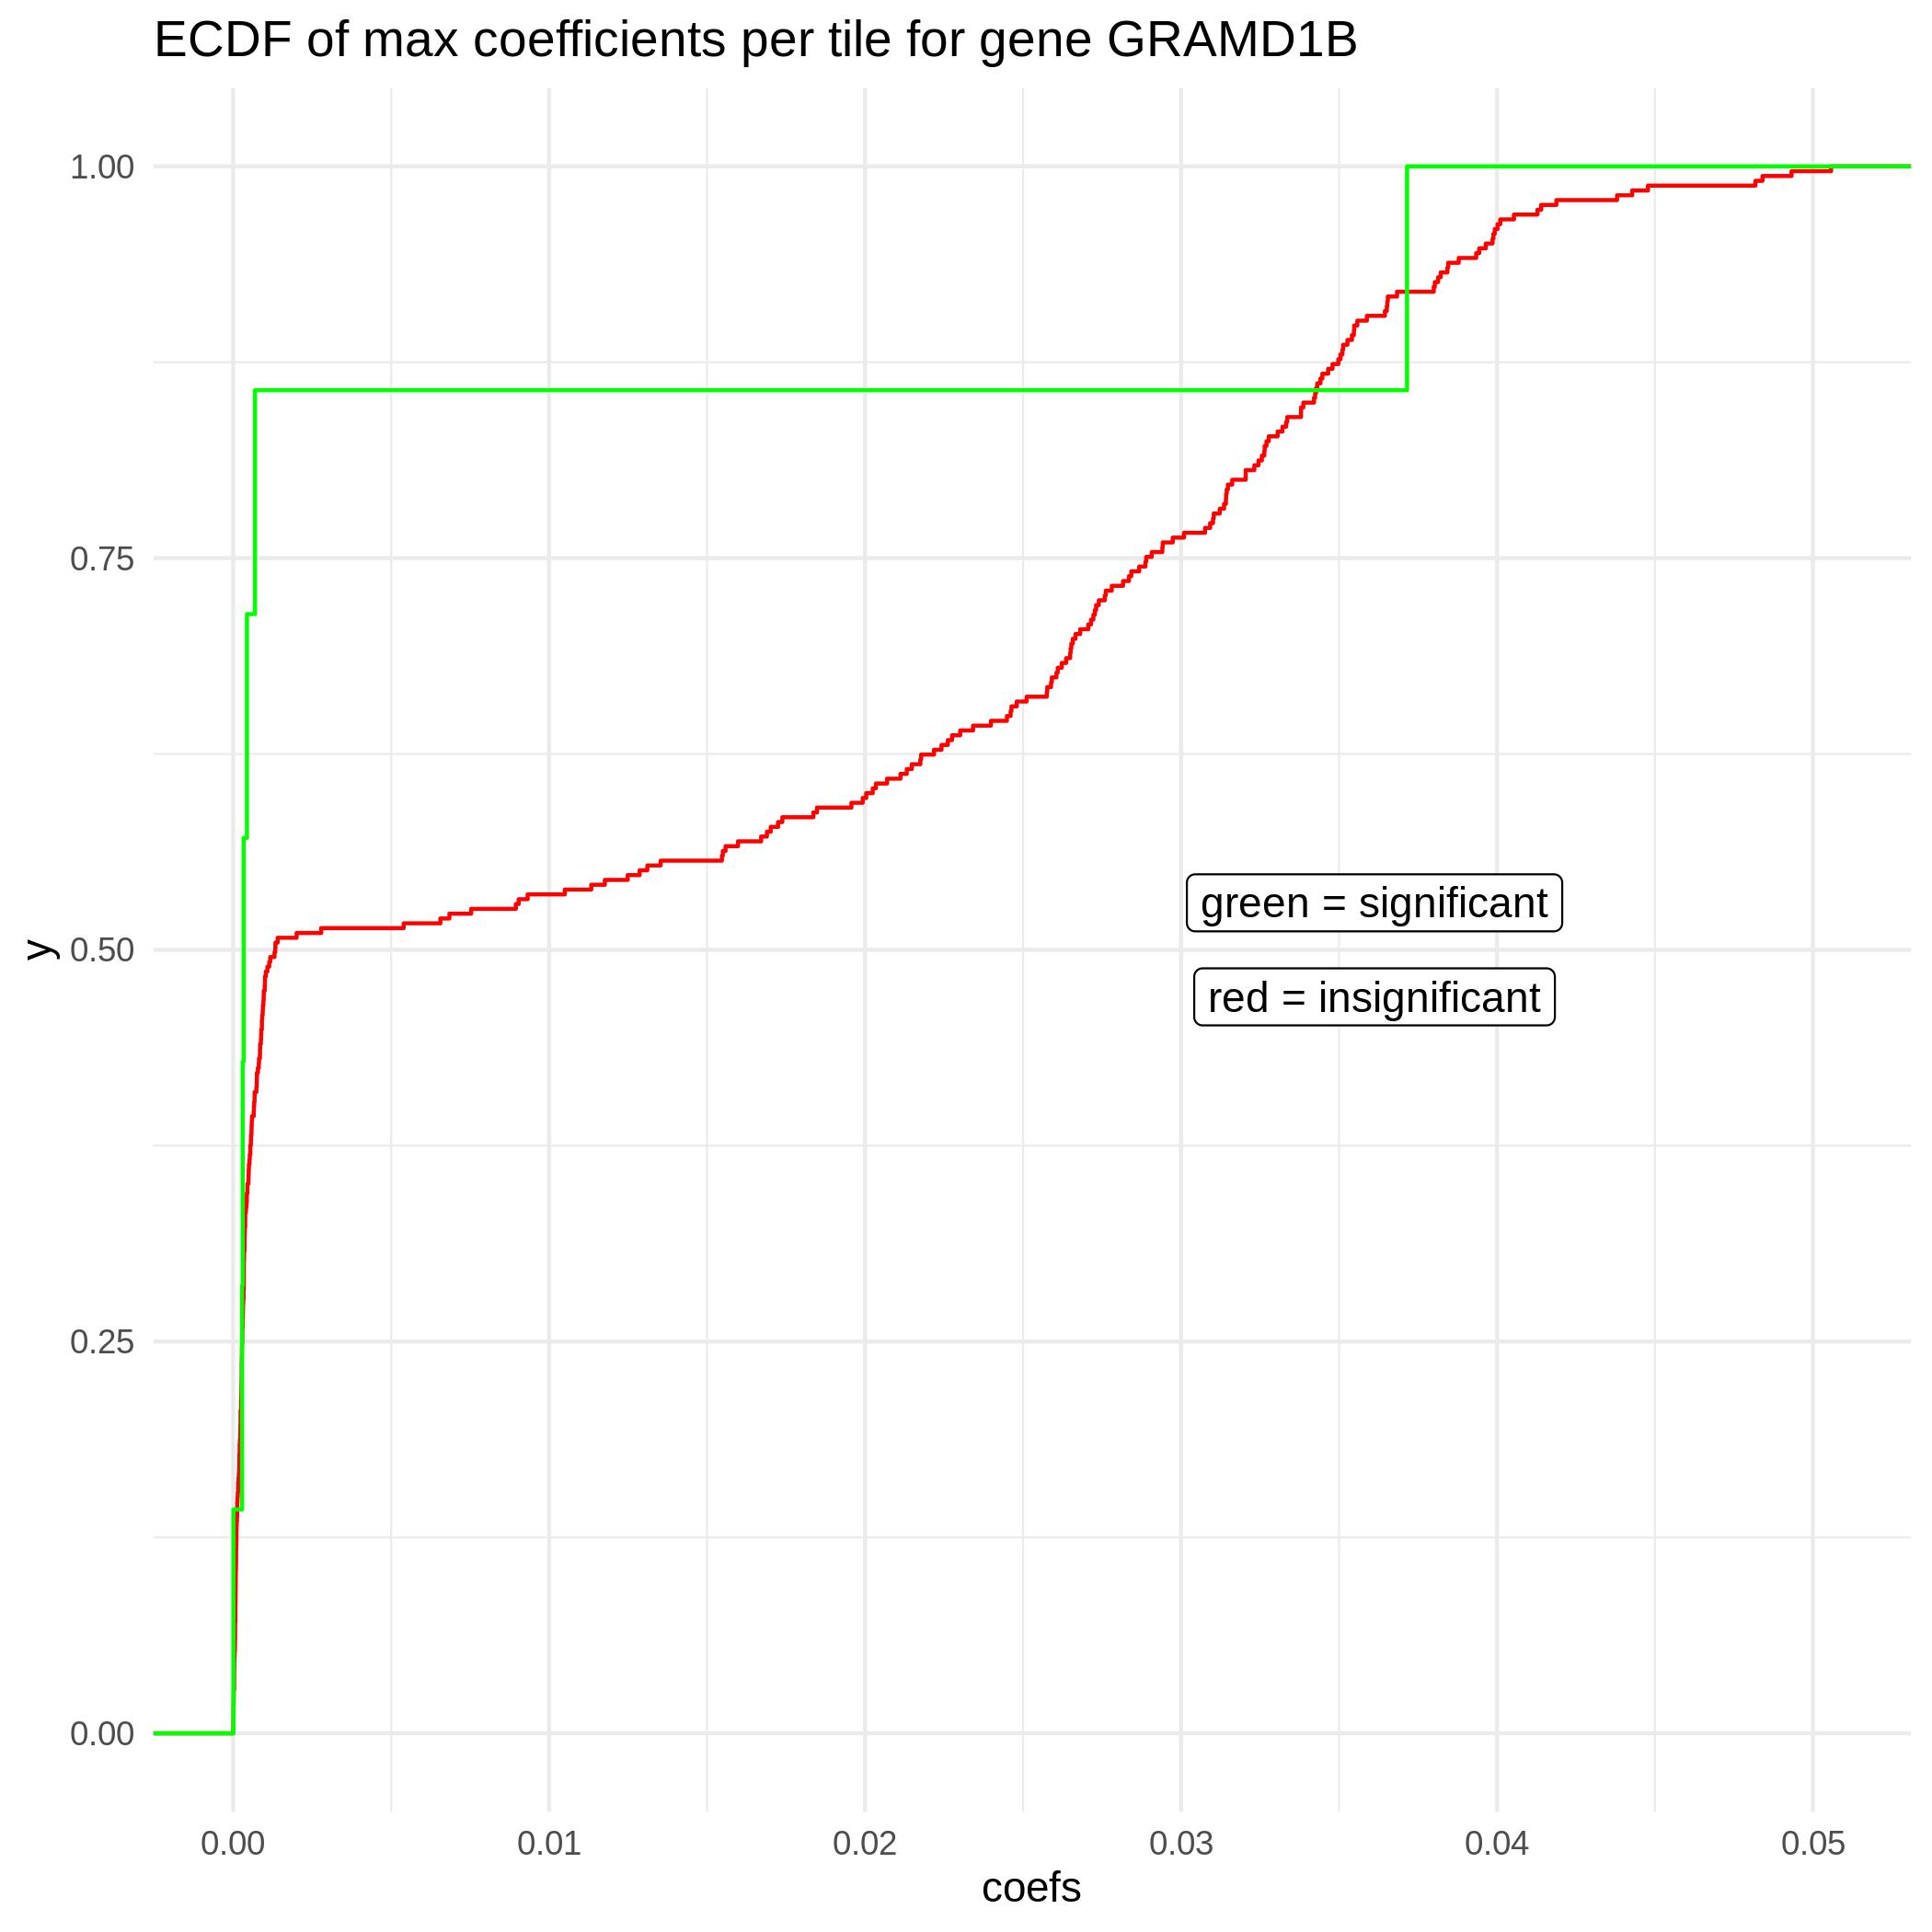 ECDF of max coefficients per tile for gene GRAMD1B
1.00
0.75
0.50
0.25
0.00
y
green = significant
red = insignificant
0.00 0.01 0.02 0.03 0.04 0.05
coefs